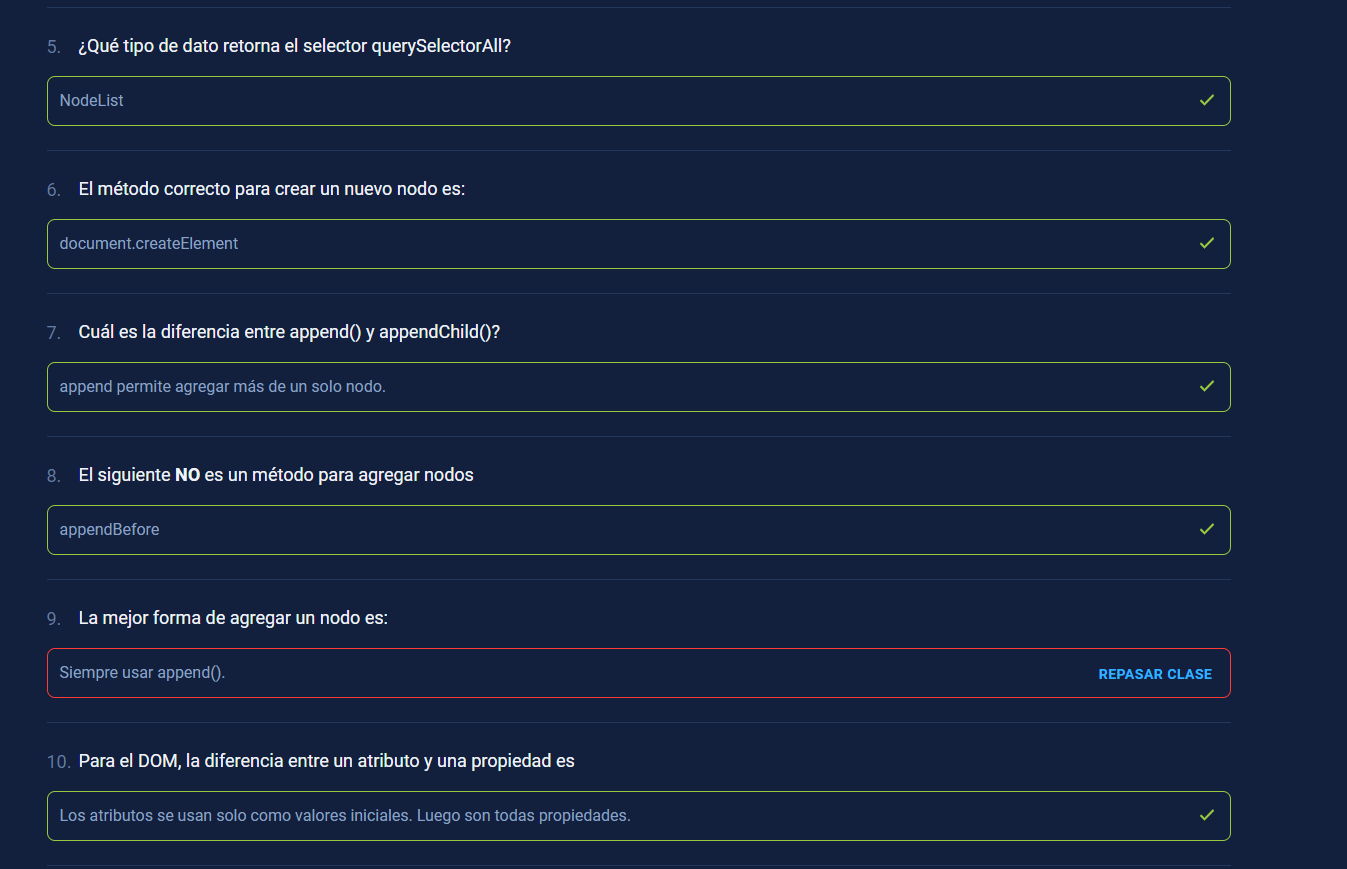 5. ¿Qué tipo de dato retorna el selector querySelectorAll?
NodeList
6. El método correcto para crear un nuevo nodo es:
document.createElement
7. Cuál es la diferencia entre append() y appendChild()?
append permite agregar más de un solo nodo.
8. El siguiente NO es un método para agregar nodos
appendBefore
9. La mejor forma de agregar un nodo es:
Siempre usar append(). REPASAR CLASE
10. Para el DOM, la diferencia entre un atributo y una propiedad es
Los atributos se usan solo como valores iniciales. Luego son todas propiedades.